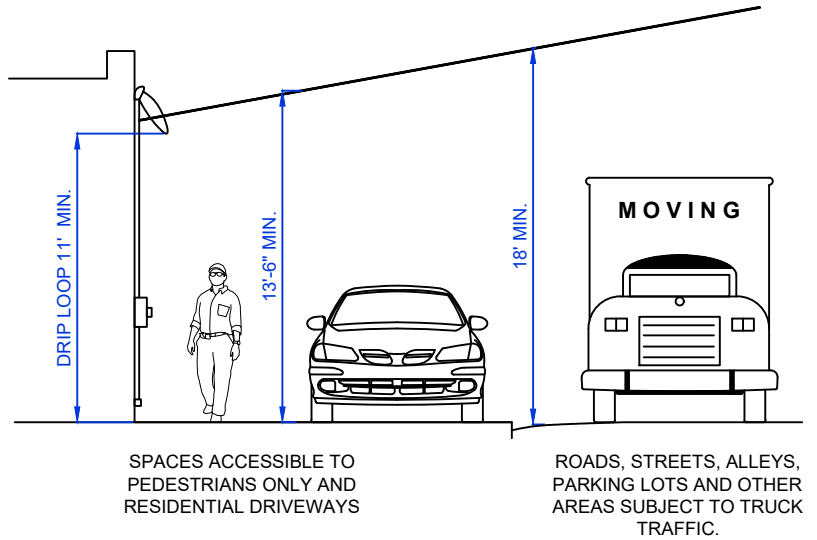 MOVING
DRIP LOOP 11' MIN.
13'-6" MIN.
18' MIN.
SPACES ACCESSIBLE TO
PEDESTRIANS ONLY AND
RESIDENTIAL DRIVEWAYS
ROADS, STREETS, ALLEYS,
PARKING LOTS AND OTHER
AREAS SUBJECT TO TRUCK
TRAFFIC.